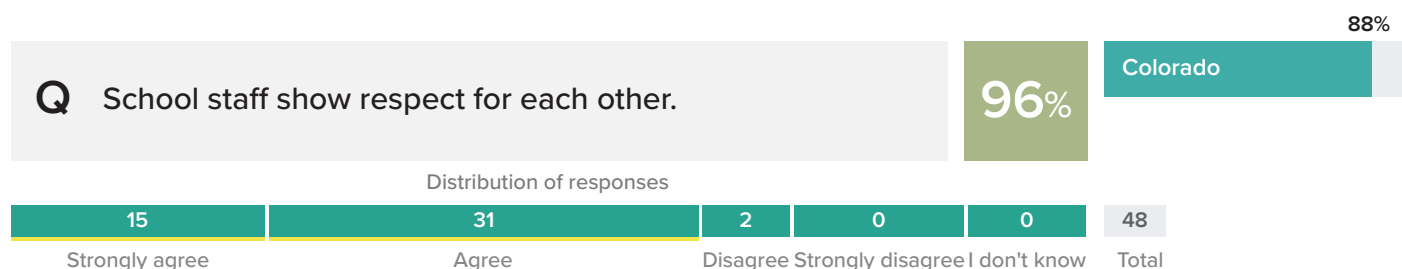 88%
Q School staff show respect for each other.
96%
Colorado
Distribution of responses
15 31 2 0 0 48
Strongly agree Agree Disagree Strongly disagree I don't know Total